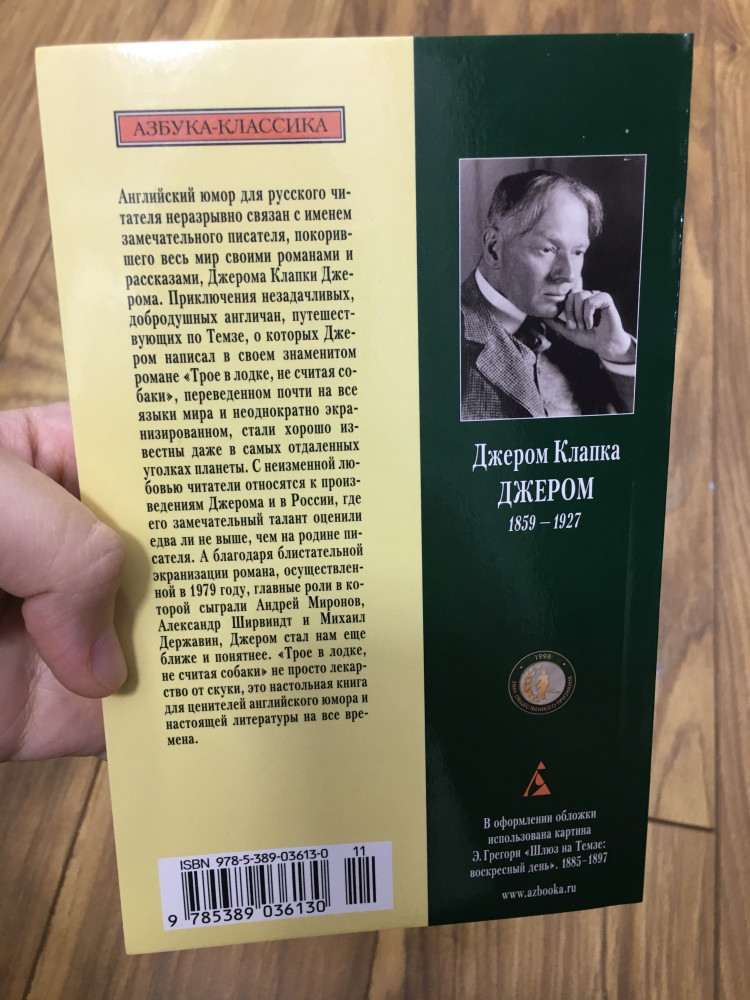 АЗБУКА-КЛАССИКА
Английский юмор для русского чи-
тателя неразрывно связан с именем
замечательного писателя, покорив-
шего весь мир своими романами и
рассказами, Джерома Клапки Дже-
рома. Приключения незадачливых,
добродушных англичан, путешест-
вующих по Темзе, о которых Дже-
ром написал в своем знаменитом
романе «Трое в лодке, не считая со-
баки», переведенном почти на все
языки мира и неоднократно экра-
низированном, стали хорошо из-
вестны даже в самых отдаленных
уголках планеты. С неизменной лю-
бовью читатели относятся к произ-
ведениям Джерома и в России, где
его замечательный талант оценили
едва ли не выше, чем на родине пи-
сателя. А благодаря блистательной
экранизации романа, осуществлен-
ной в 1979 году, главные роли в ко-
торой сыграли Андрей Миронов,
Александр Ширвиндт и Михаил
Державин, Джером стал нам еще
ближе и понятнее. «Трое в лодке,
не считая собаки» не просто лекар-
ство от скуки, это настольная книга
для ценителей английского юмора и
настоящей литературы на все вре-
мена.
ISBN 978-5-389-03613-0
11
9 785389 036130
Джером Клапка
ДЖЕРОМ
1859 – 1927
1998
ЗНАК ОБЩЕСТВЕННОГО ПРИЗНАНИЯ
В оформлении обложки
использована картина
Э. Грегори «Шлюз на Темзе:
воскресный день». 1885–1897
www.azbooka.ru